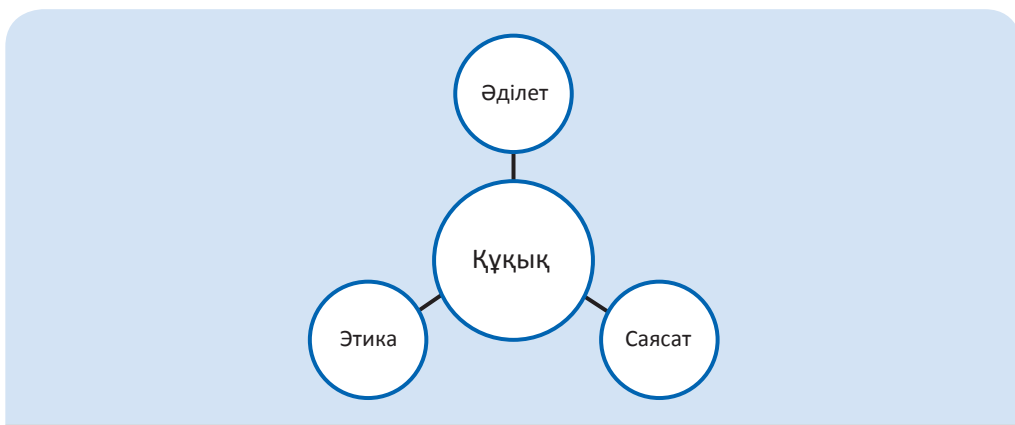 Әділет
Құқық
Этика
Саясат